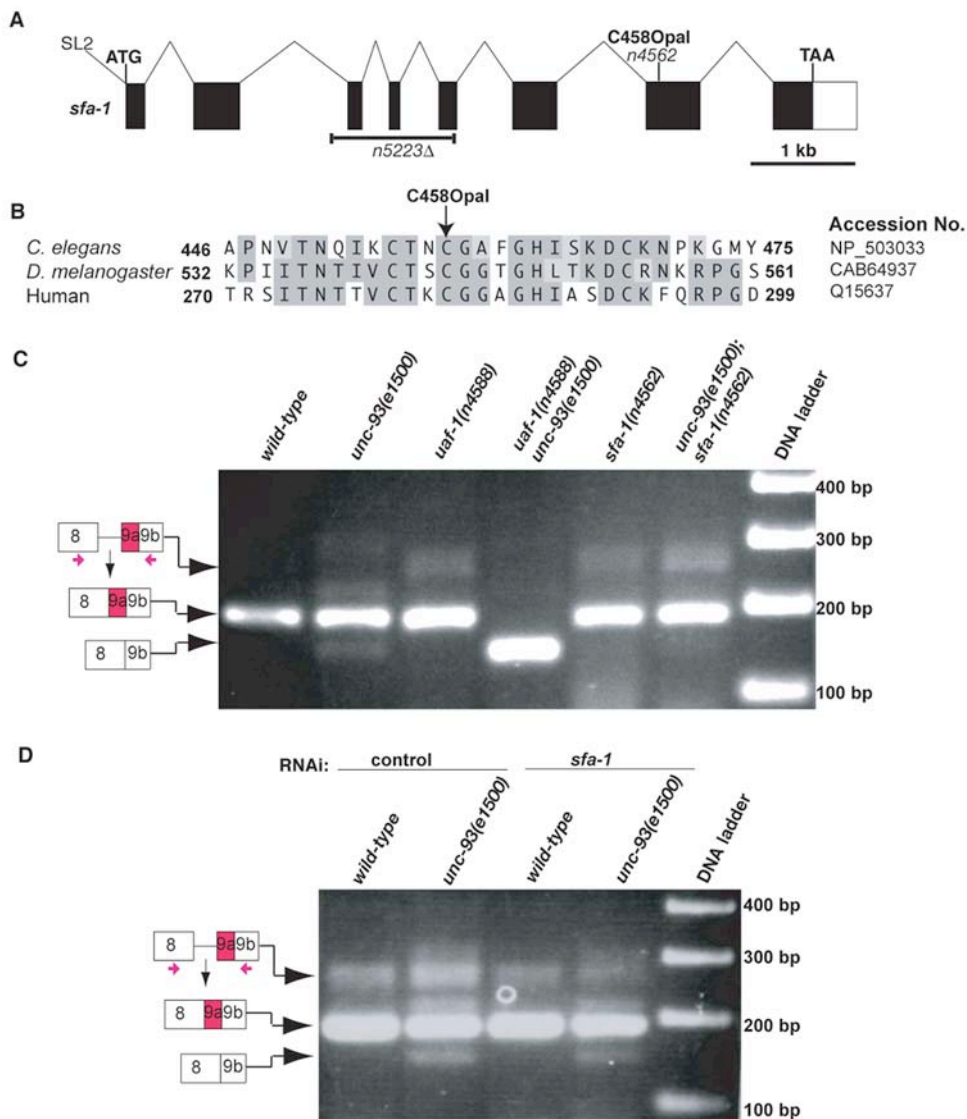 A
SL2
ATG
C458Opal
n4562
TAA
sfa-1
n5223Δ
1 kb
B
C458Opal
Accession No.
C. elegans 446 A P N V T N Q I K C T N C G A F G H I S K D C K N P K G M Y 475 NP_503033
D. melanogaster 532 K P I I T N T I V C T S C G G T G H L T K D C R N K R P G S 561 CAB64937
Human 270 T R S I T N T T V C T K C G G A G H I A S D C K F Q R P G D 299 Q15637
C
wild-type
unc-93(e1500)
uaf-1(n4588)
uaf-1(n4588)
unc-93(e1500)
sfa-1(n4562)
unc-93(e1500);
sfa-1(n4562)
DNA ladder
400 bp
300 bp
8 9a 9b
8 9a 9b
200 bp
8 9b
100 bp
D
RNAi: control sfa-1
wild-type
unc-93(e1500)
wild-type
unc-93(e1500)
DNA ladder
400 bp
8 9a 9b
300 bp
8 9a 9b
200 bp
8 9b
100 bp